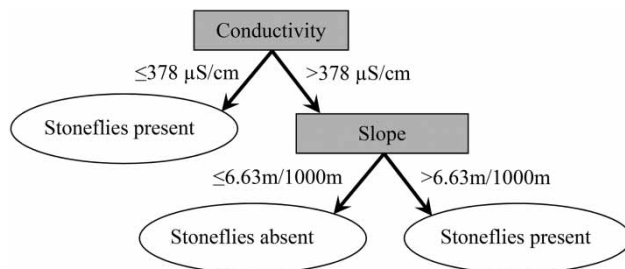 Conductivity
≤378 µS/cm >378 µS/cm
Stoneflies present
Slope
≤6.63m/1000m >6.63m/1000m
Stoneflies absent Stoneflies present